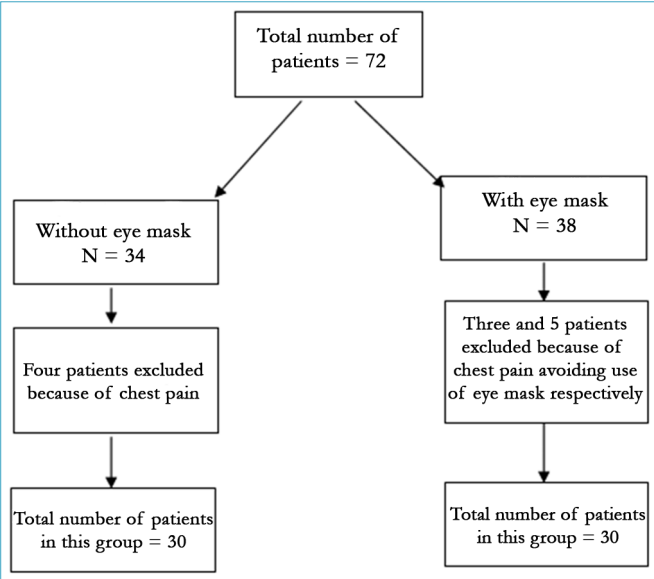 Total number of
patients = 72
Without eye mask
N = 34
With eye mask
N = 38
Four patients excluded
because of chest pain
Three and 5 patients
excluded because of
chest pain avoiding use
of eye mask respectively
Total number of patients
in this group = 30
Total number of patients
in this group = 30